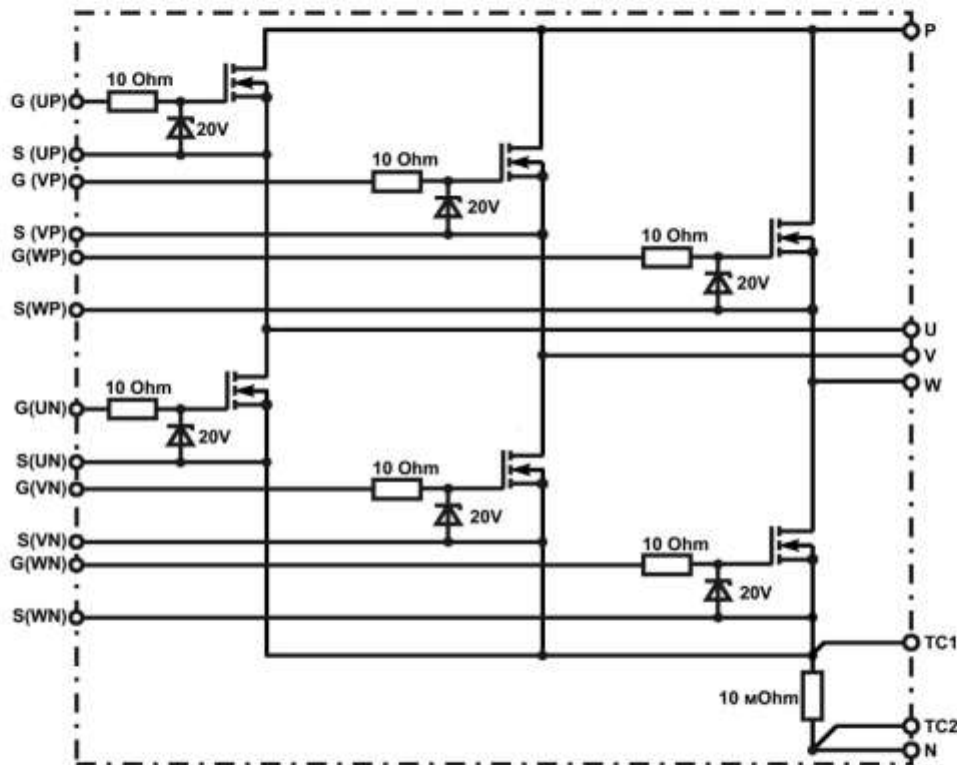 P
10 Ohm
G (UP)
20V
S (UP)
10 Ohm
G (VP)
20V
S (VP)
10 Ohm
G(WP)
20V
S(WP)
U
V
W
10 Ohm
G(UN)
20V
S(UN)
10 Ohm
G(VN)
20V
S(VN)
10 Ohm
G(WN)
20V
S(WN)
TC1
10 мOhm
TC2
N